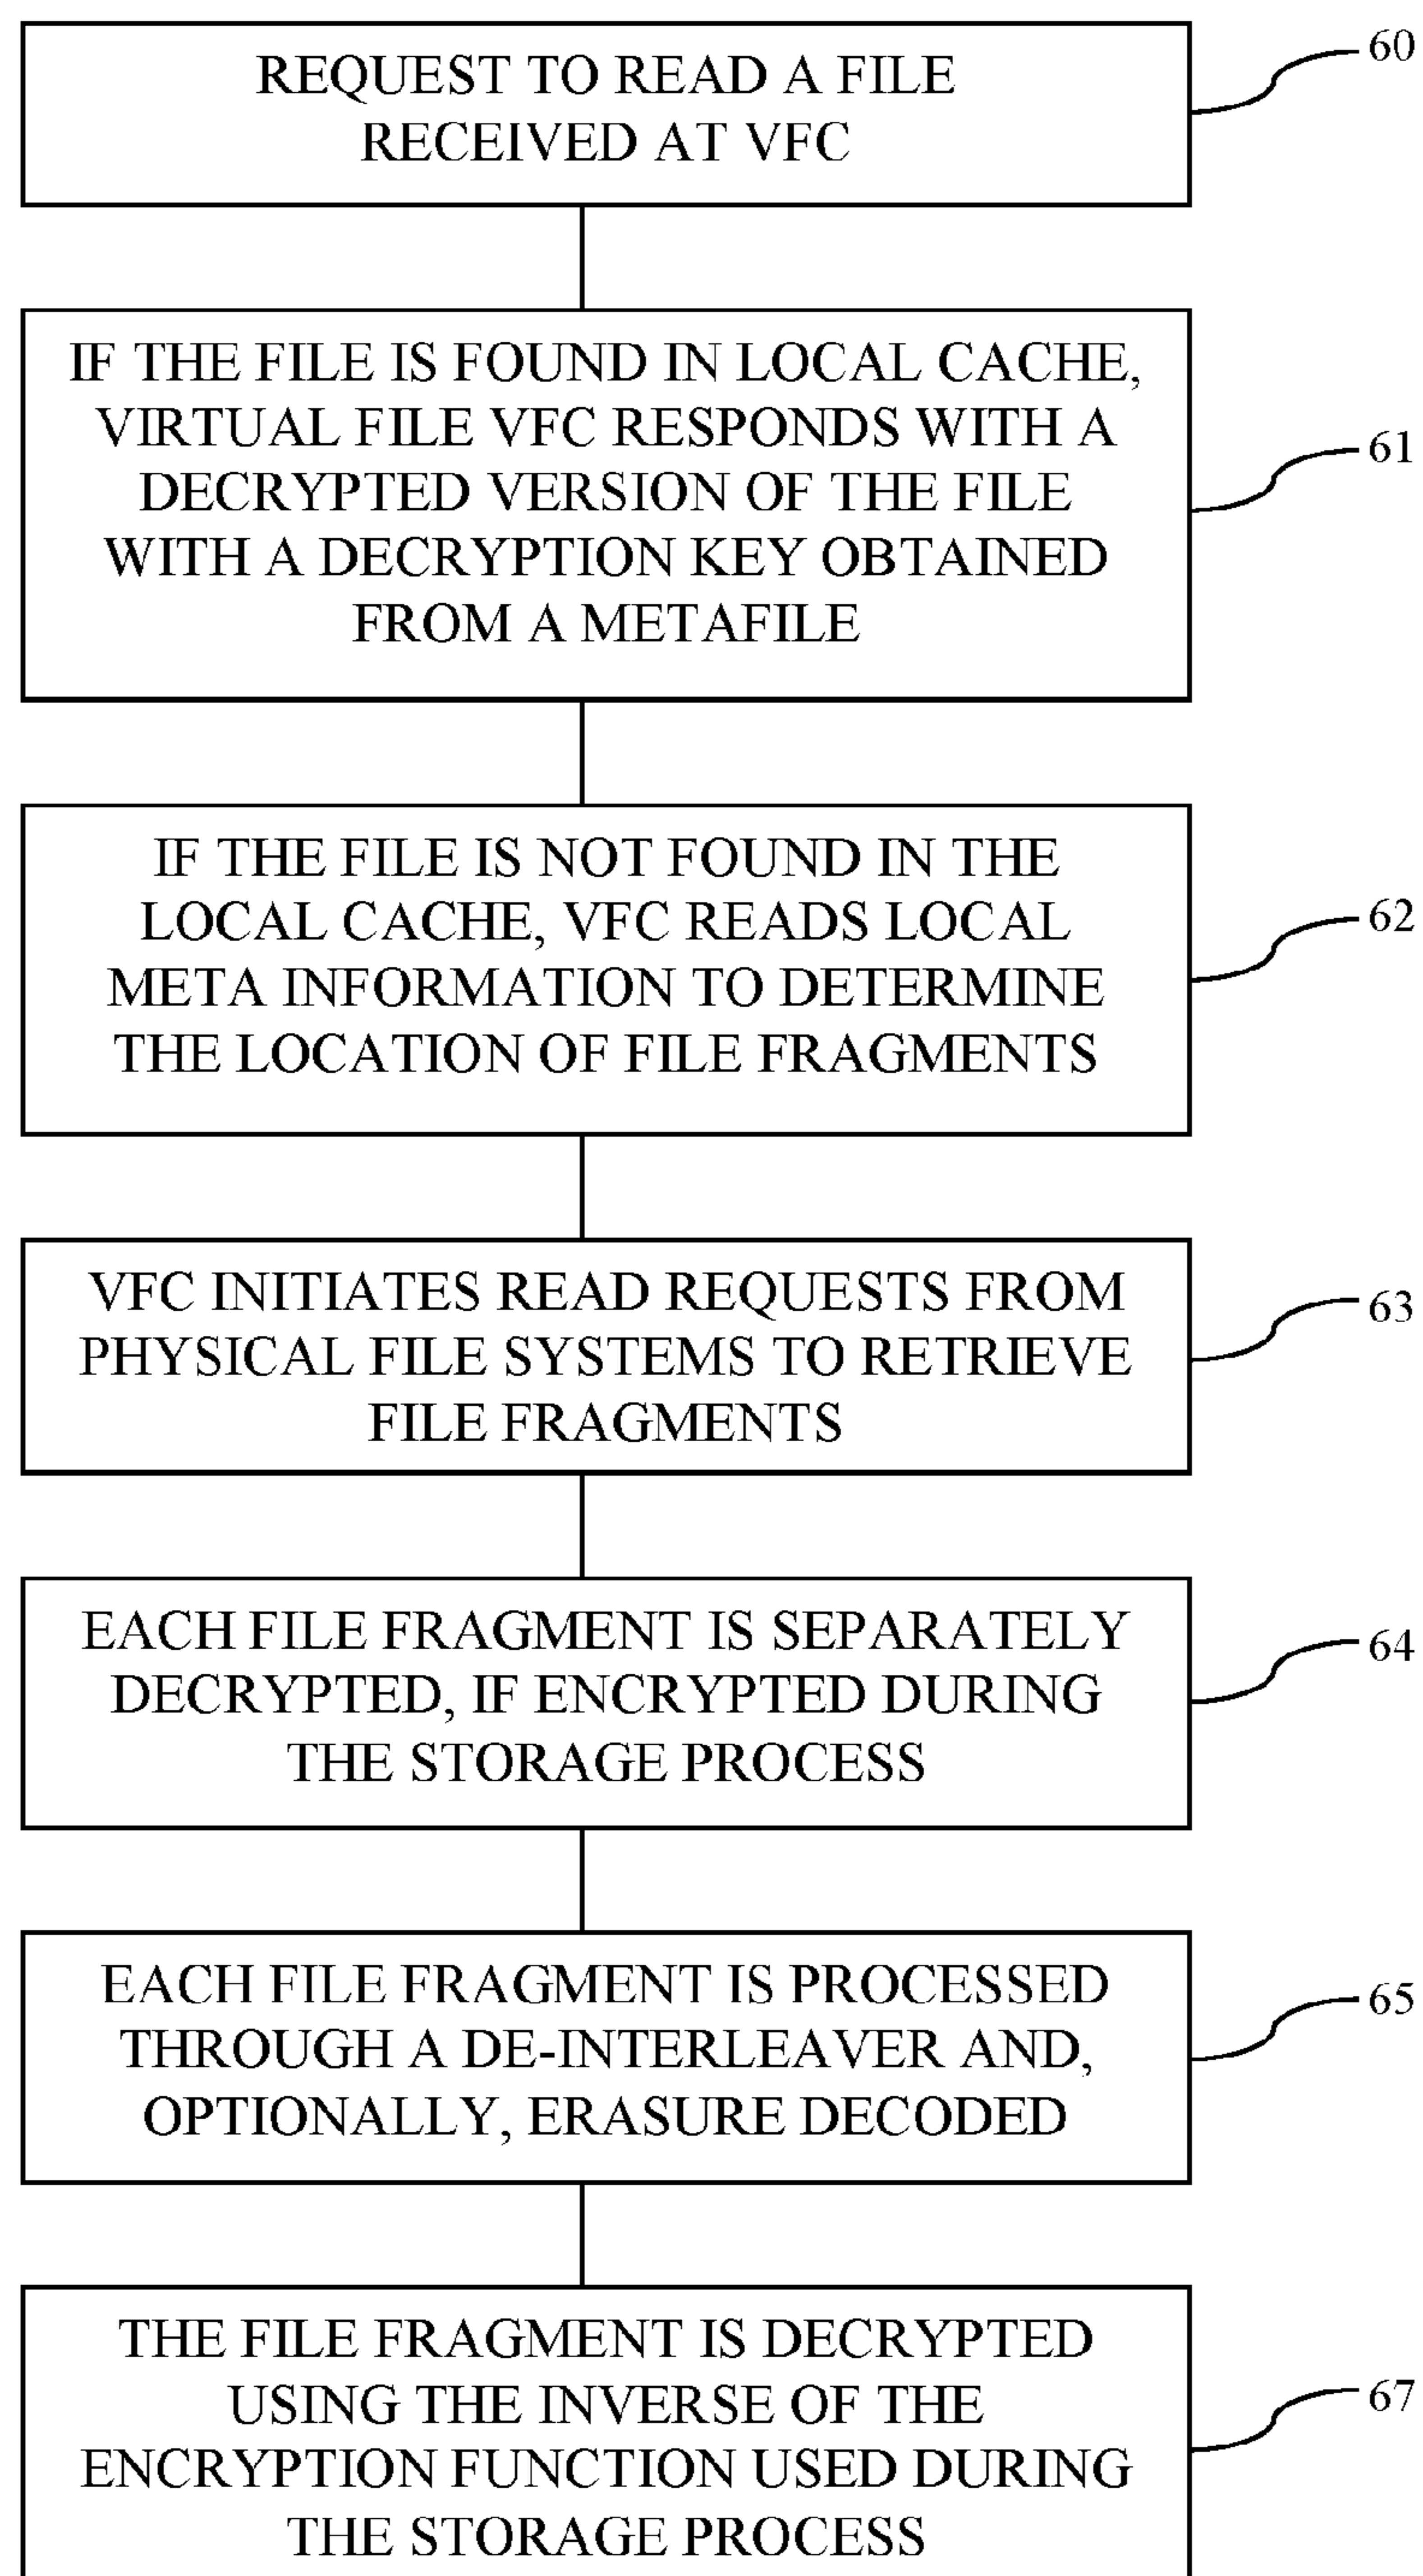 REQUEST TO READ A FILE
RECEIVED AT VFC
60
IF THE FILE IS FOUND IN LOCAL CACHE,
VIRTUAL FILE VFC RESPONDS WITH A
DECRYPTED VERSION OF THE FILE
WITH A DECRYPTION KEY OBTAINED
FROM A METAFILE
61
IF THE FILE IS NOT FOUND IN THE
LOCAL CACHE, VFC READS LOCAL
META INFORMATION TO DETERMINE
THE LOCATION OF FILE FRAGMENTS
62
VFC INITIATES READ REQUESTS FROM
PHYSICAL FILE SYSTEMS TO RETRIEVE
FILE FRAGMENTS
63
EACH FILE FRAGMENT IS SEPARATELY
DECRYPTED, IF ENCRYPTED DURING
THE STORAGE PROCESS
64
EACH FILE FRAGMENT IS PROCESSED
THROUGH A DE-INTERLEAVER AND,
OPTIONALLY, ERASURE DECODED
65
THE FILE FRAGMENT IS DECRYPTED
USING THE INVERSE OF THE
ENCRYPTION FUNCTION USED DURING
THE STORAGE PROCESS
67